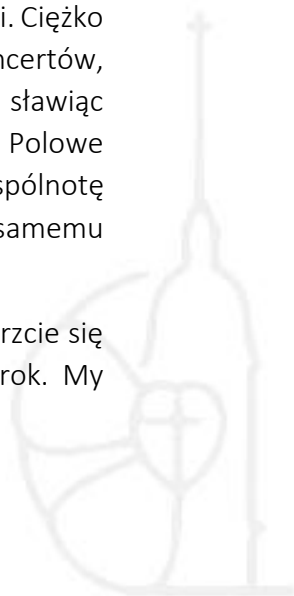 i. Ciężko
ncertów,
sławiąc
Polowe
spólnotę
samemu
rzcie się
rok. My